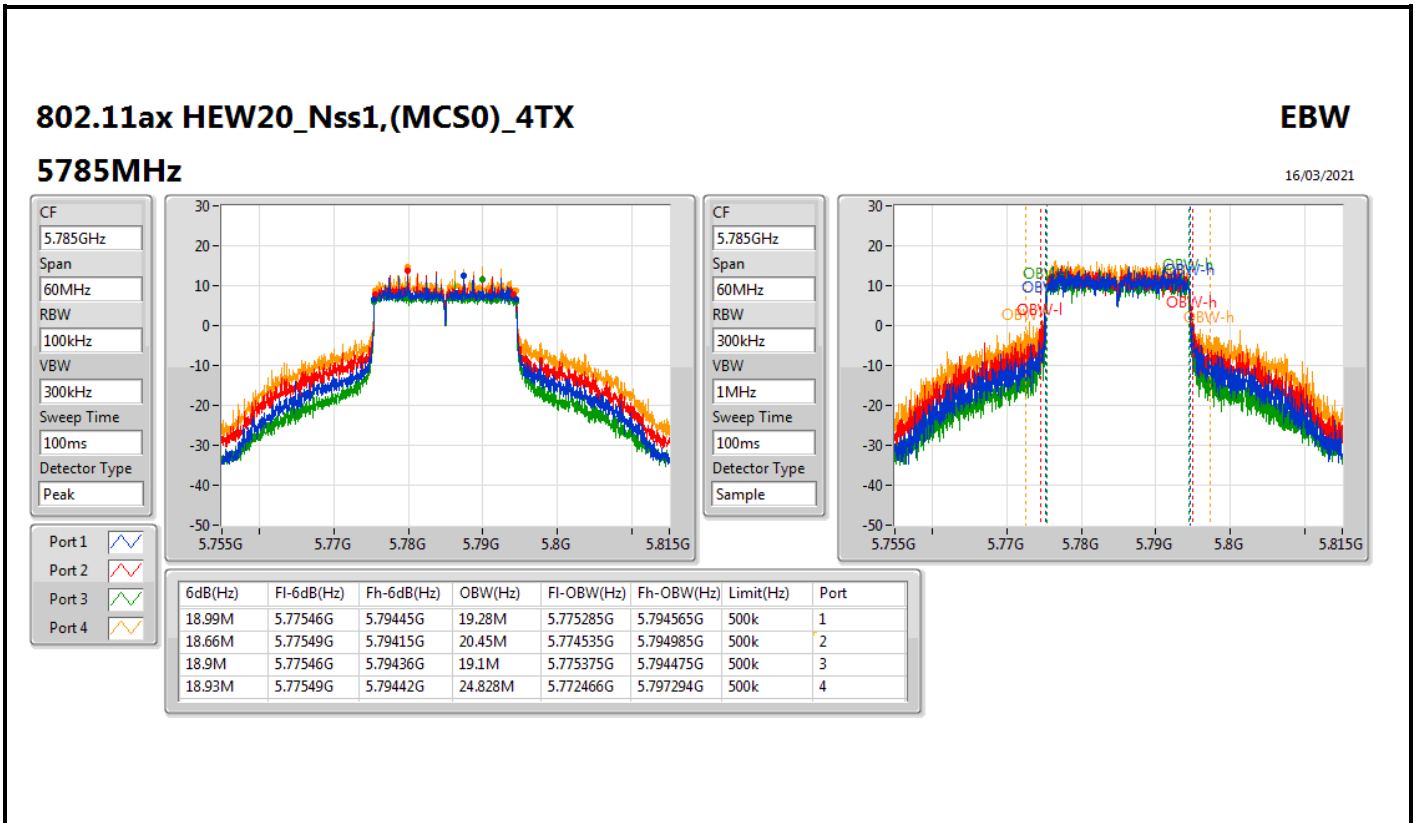 802.11ax HEW20_Nss1,(MCS0)_4TX
EBW
5785MHz
16/03/2021
CF
5.785GHz
Span
60MHz
RBW
100kHz
VBW
300kHz
Sweep Time
100ms
Detector Type
Peak
30
20
10
0
-10
-20
-30
-40
-50
5.755G 5.77G 5.78G 5.79G 5.8G 5.815G
CF
5.785GHz
Span
60MHz
RBW
300kHz
VBW
1MHz
Sweep Time
100ms
Detector Type
Sample
30
20
10
0
-10
-20
-30
-40
-50
OBW-h
OBW-l
OBW-h
OBW-h
5.755G 5.77G 5.78G 5.79G 5.8G 5.815G
Port 1
Port 2
Port 3
Port 4
6dB(Hz) Fl-6dB(Hz) Fh-6dB(Hz) OBW(Hz) Fl-OBW(Hz) Fh-OBW(Hz) Limit(Hz) Port
18.99M 5.77546G 5.79445G 19.28M 5.775285G 5.794565G 500k 1
18.66M 5.77549G 5.79415G 20.45M 5.774535G 5.794985G 500k 2
18.9M 5.77546G 5.79436G 19.1M 5.775375G 5.794475G 500k 3
18.93M 5.77549G 5.79442G 24.828M 5.772466G 5.797294G 500k 4